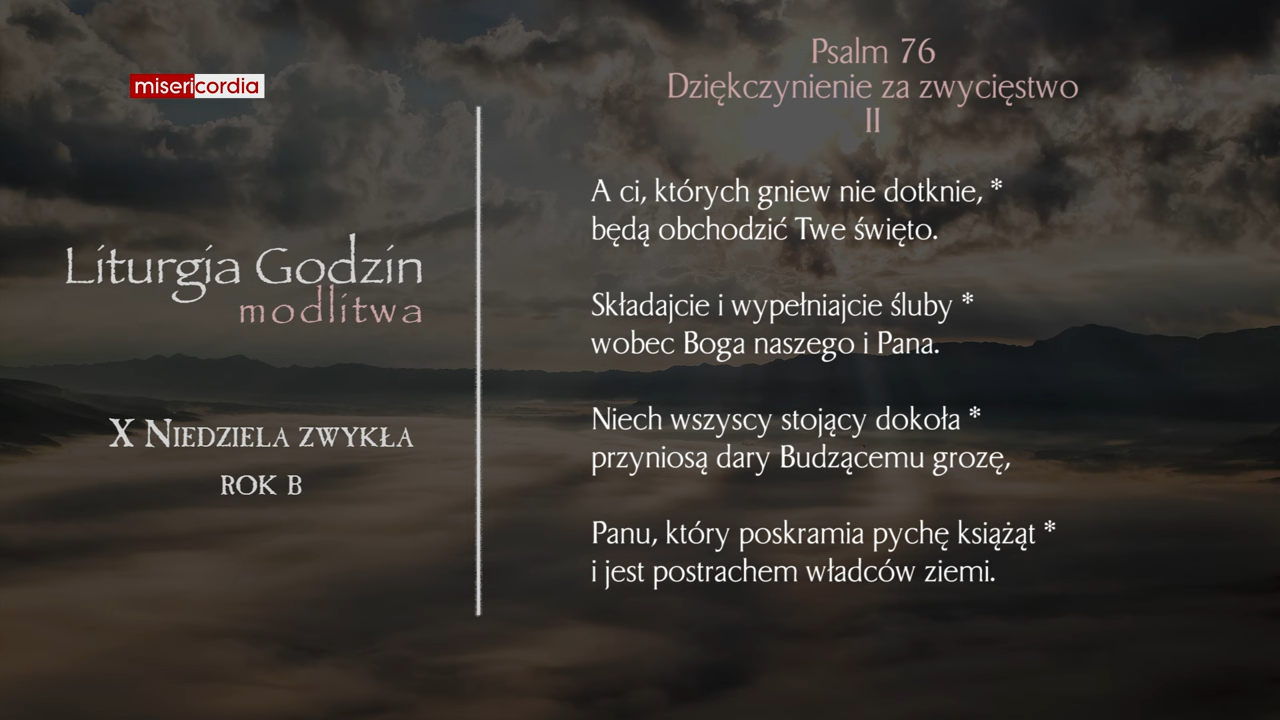 misericordia
Liturgia Godzin
modlitwa
X Niedziela zwykła
rok B
Psalm 76
Dziękczynienie za zwycięstwo
II
A ci, których gniew nie dotknie, *
będą obchodzić Twe święto.
Składajcie i wypełniajcie śluby *
wobec Boga naszego i Pana.
Niech wszyscy stojący dokoła *
przyniosą dary Budzącemu grozę,
Panu, który poskramia pychę książąt *
i jest postrachem władców ziemi.